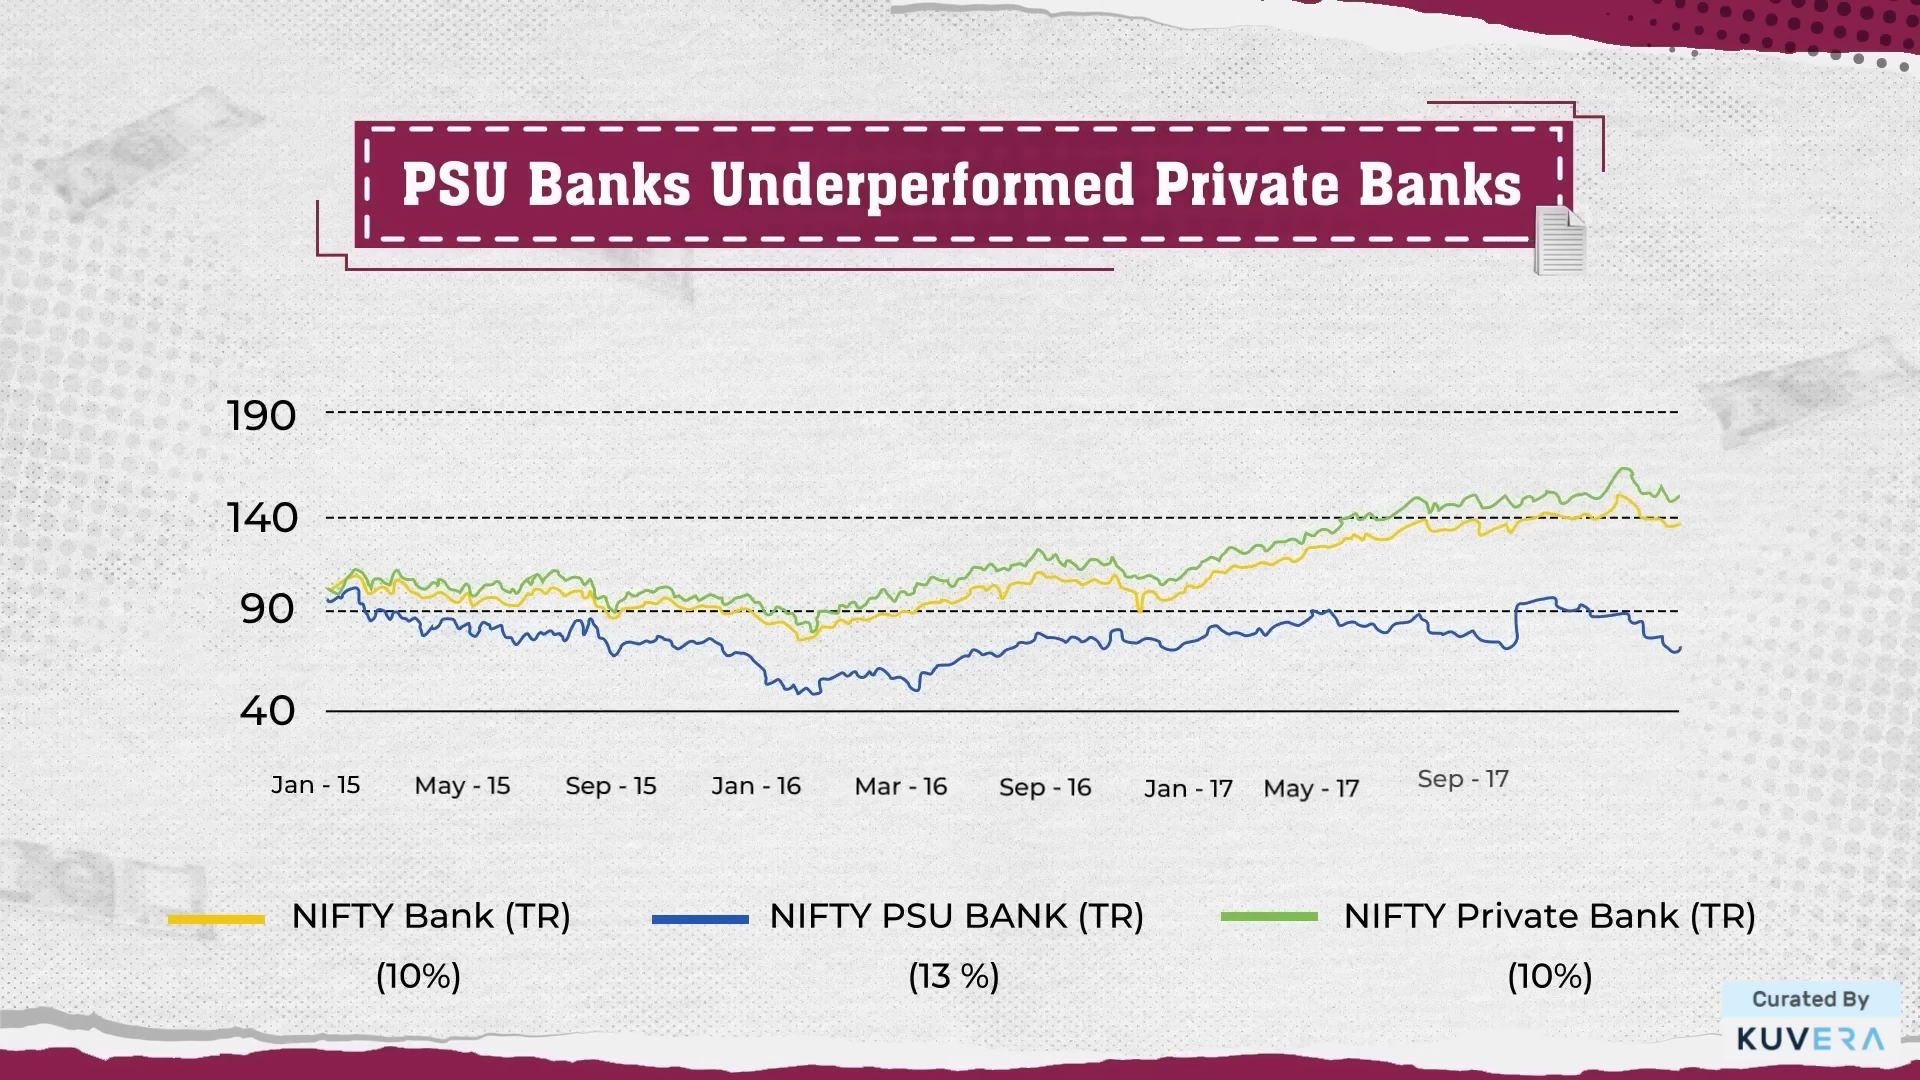 PSU Banks Underperformed Private Banks
190
140
90
40
Jan - 15 May - 15 Sep - 15 Jan - 16 Mar - 16 Sep - 16 Jan - 17 May - 17 Sep - 17
NIFTY Bank (TR) NIFTY PSU BANK (TR) NIFTY Private Bank (TR)
(10%) (13 %) (10%)
Curated By
KUVERA